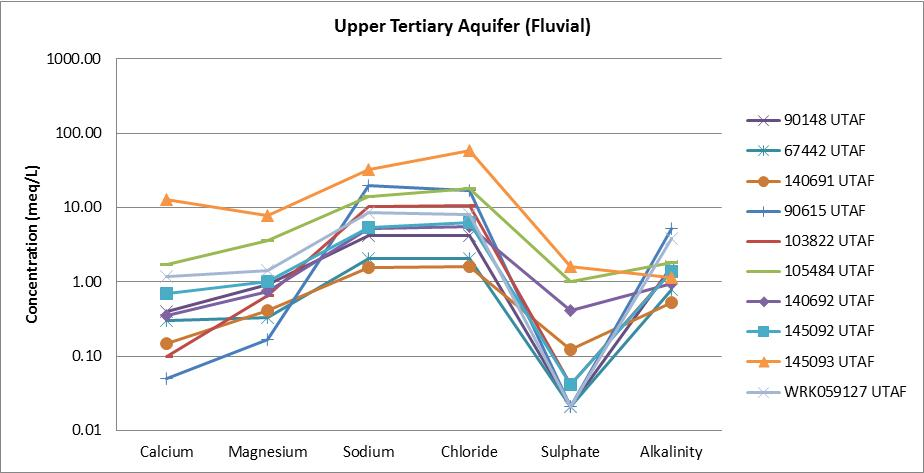 Upper Tertiary Aquifer (Fluvial)
Concentration (meq/L)
1000.00
100.00
10.00
1.00
0.10
0.01
Calcium Magnesium Sodium Chloride Sulphate Alkalinity
90148 UTAF
67442 UTAF
140691 UTAF
90615 UTAF
103822 UTAF
105484 UTAF
140692 UTAF
145092 UTAF
145093 UTAF
WRK059127 UTAF